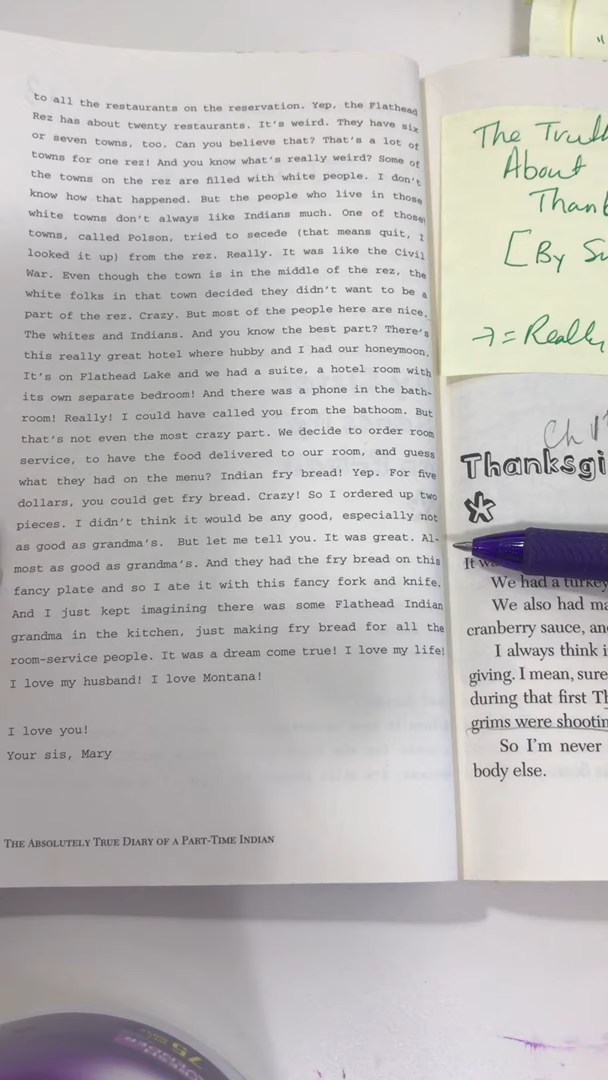 to all the restaurants on the reservation. Yep, the Flathead
Rez has about twenty restaurants. It's weird. They have six
or seven towns, too. Can you believe that? That's a lot of
towns for one rez! And you know what's really weird? Some of
the towns on the rez are filled with white people. I don't
know how that happened. But the people who live in those
white towns don't always like Indians much. One of those
towns, called Polson, tried to secede (that means quit, I
looked it up) from the rez. Really. It was like the Civil
War. Even though the town is in the middle of the rez, the
white folks in that town decided they didn't want to be a
part of the rez. Crazy. But most of the people here are nice.
The whites and Indians. And you know the best part? There's
this really great hotel where hubby and I had our honeymoon.
It's on Flathead Lake and we had a suite, a hotel room with
its own separate bedroom! And there was a phone in the bath-
room! Really! I could have called you from the bathoom. But
that's not even the most crazy part. We decide to order room
service, to have the food delivered to our room, and guess
what they had on the menu? Indian fry bread! Yep. For five
dollars, you could get fry bread. Crazy! So I ordered up two
pieces. I didn't think it would be any good, especially not
as good as grandma's. But let me tell you. It was great. Al-
most as good as grandma's. And they had the fry bread on this
fancy plate and so I ate it with this fancy fork and knife.
And I just kept imagining there was some Flathead Indian
grandma in the kitchen, just making fry bread for all the
room-service people. It was a dream come true! I love my life!
I love my husband! I love Montana!
I love you!
Your sis, Mary
THE ABSOLUTELY TRUE DIARY OF A PART-TIME INDIAN
The Truth
About
Than
[By Su
→ = Really
Ch 1
Thanksgi
It wa
We had a turkey
We also had ma
cranberry sauce, an
I always think i
giving. I mean, sure
during that first Th
grims were shootin
So I'm never
body else.
75